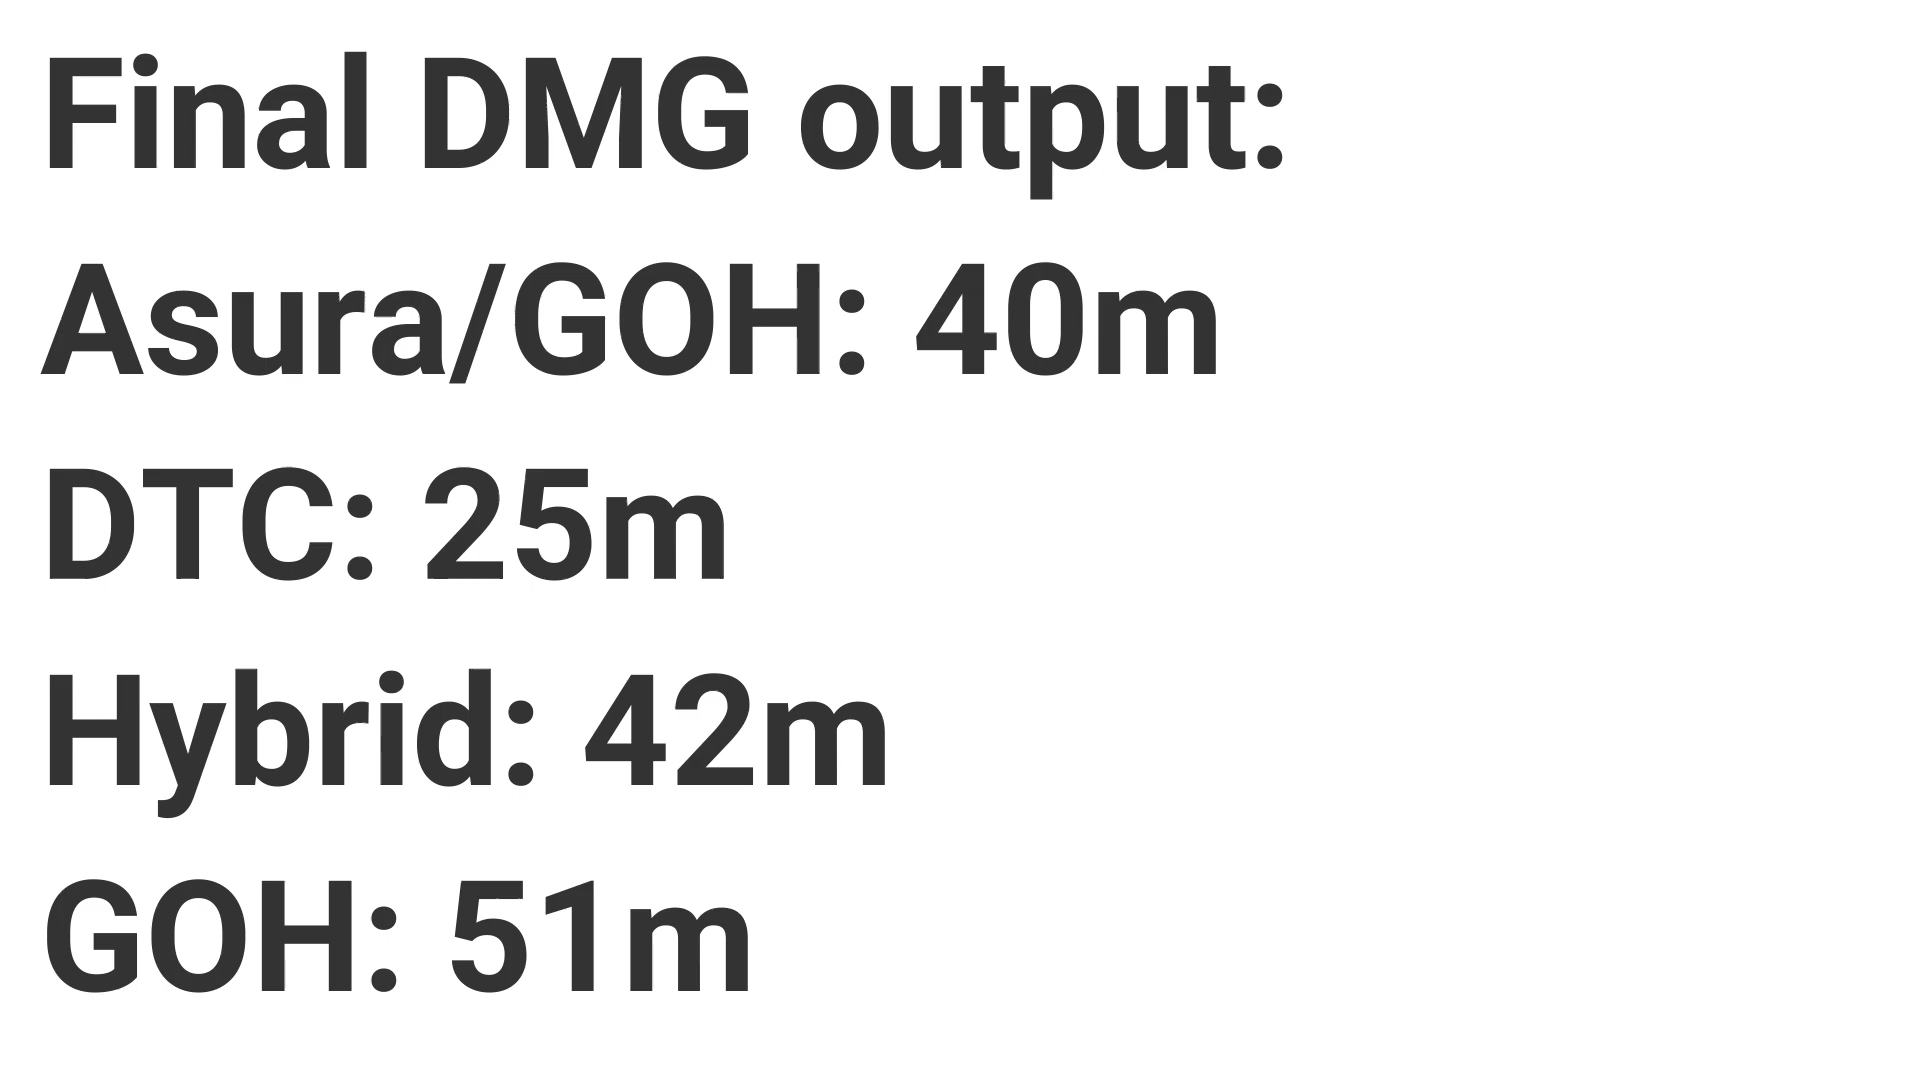 Final DMG output:
Asura/GOH: 40m
DTC: 25m
Hybrid: 42m
GOH: 51m